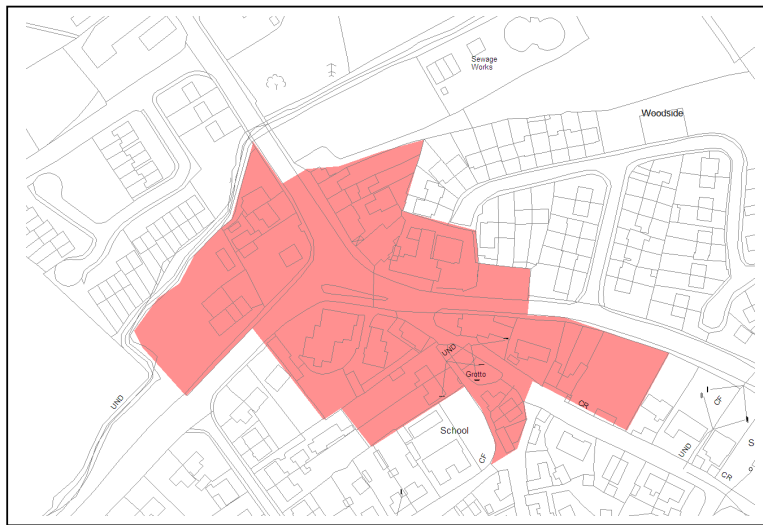 Sewage
Works
Woodside
UND
Grotto
UND
CF
CR
School
S
UND
CF
CR